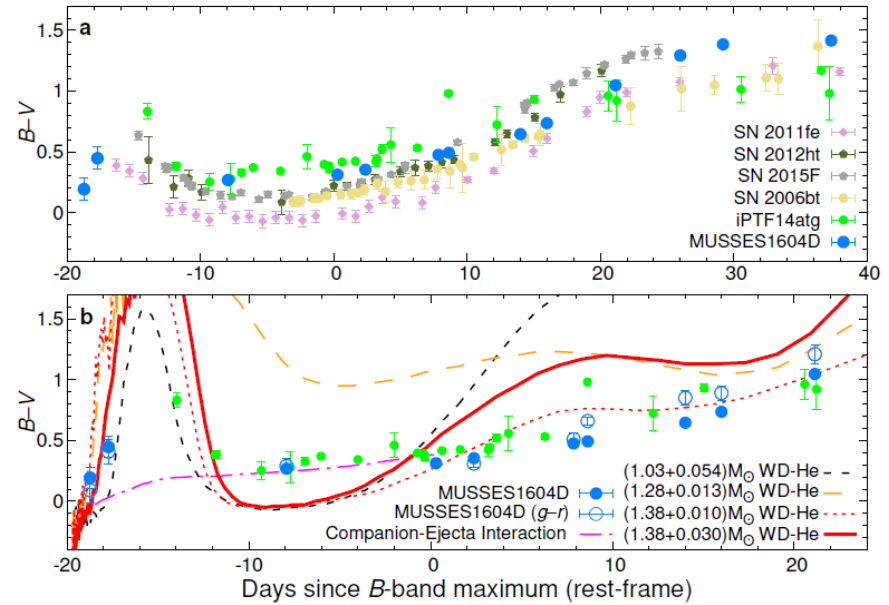 a
1.5
1
0.5
0
B–V
SN 2011fe
SN 2012ht
SN 2015F
SN 2006bt
iPTF14atg
MUSSES1604D
-20 -10 0 10 20 30 40
b
1.5
1
0.5
0
B–V
(1.03+0.054)M⊙ WD-He
MUSSES1604D (1.28+0.013)M⊙ WD-He
MUSSES1604D (g–r) (1.38+0.010)M⊙ WD-He
Companion-Ejecta Interaction (1.38+0.030)M⊙ WD-He
-20 -10 0 10 20
Days since B-band maximum (rest-frame)